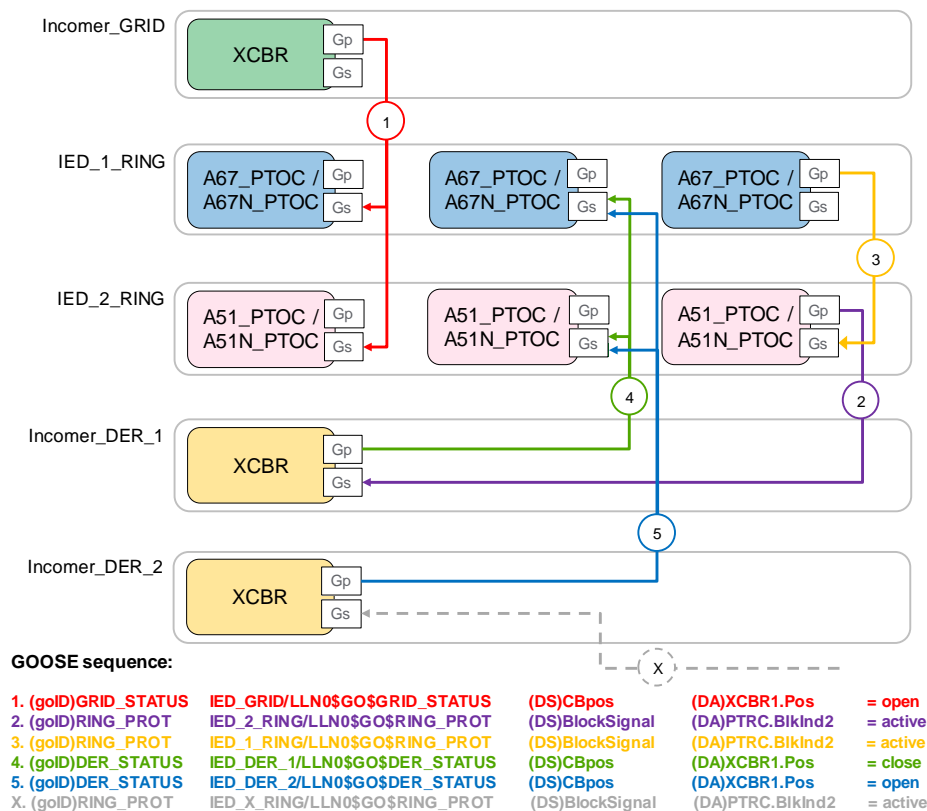 Incomer_GRID
XCBR
Gp
Gs
1
IED_1_RING
A67_PTOC /
A67N_PTOC
Gp
Gs
A67_PTOC /
A67N_PTOC
Gp
Gs
A67_PTOC /
A67N_PTOC
Gp
Gs
3
IED_2_RING
A51_PTOC /
A51N_PTOC
Gp
Gs
A51_PTOC /
A51N_PTOC
Gp
Gs
A51_PTOC /
A51N_PTOC
Gp
Gs
4
2
Incomer_DER_1
XCBR
Gp
Gs
5
Incomer_DER_2
XCBR
Gp
Gs
X
GOOSE sequence:
1. (goID)GRID_STATUS IED_GRID/LLN0$GO$GRID_STATUS (DS)CBpos (DA)XCBR1.Pos = open
2. (goID)RING_PROT IED_2_RING/LLN0$GO$RING_PROT (DS)BlockSignal (DA)PTRC.BlkInd2 = active
3. (goID)RING_PROT IED_1_RING/LLN0$GO$RING_PROT (DS)BlockSignal (DA)PTRC.BlkInd2 = active
4. (goID)DER_STATUS IED_DER_1/LLN0$GO$DER_STATUS (DS)CBpos (DA)XCBR1.Pos = close
5. (goID)DER_STATUS IED_DER_2/LLN0$GO$DER_STATUS (DS)CBpos (DA)XCBR1.Pos = open
X. (goID)RING_PROT IED_X_RING/LLN0$GO$RING_PROT (DS)BlockSignal (DA)PTRC.BlkInd2 = active